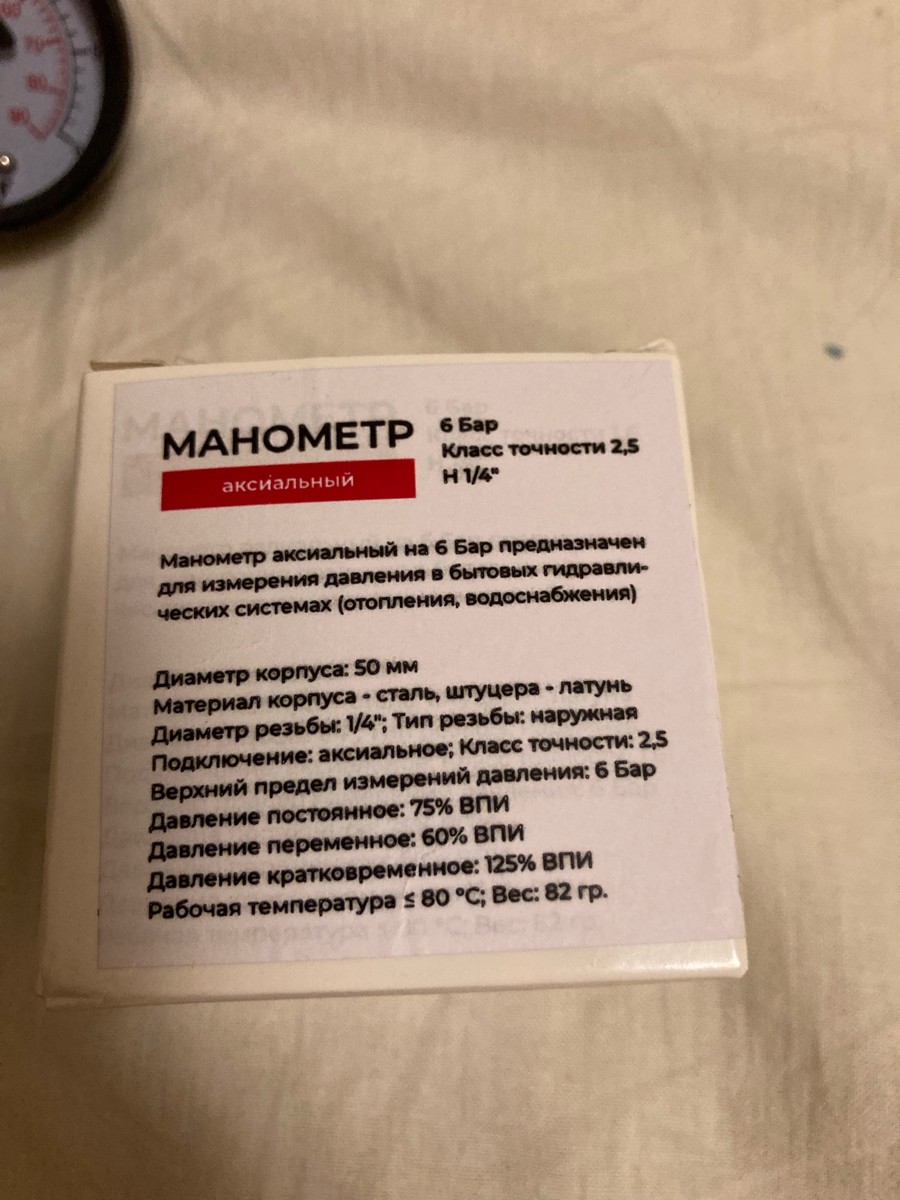 70
80
90
МАНОМЕТР
аксиальный
6 Бар
Класс точности 2,5
Н 1/4"
Манометр аксиальный на 6 Бар предназначен
для измерения давления в бытовых гидравли-
ческих системах (отопления, водоснабжения)
Диаметр корпуса: 50 мм
Материал корпуса - сталь, штуцера - латунь
Диаметр резьбы: 1/4"; Тип резьбы: наружная
Подключение: аксиальное; Класс точности: 2,5
Верхний предел измерений давления: 6 Бар
Давление постоянное: 75% ВПИ
Давление переменное: 60% ВПИ
Давление кратковременное: 125% ВПИ
Рабочая температура ≤ 80 °С; Вес: 82 гр.